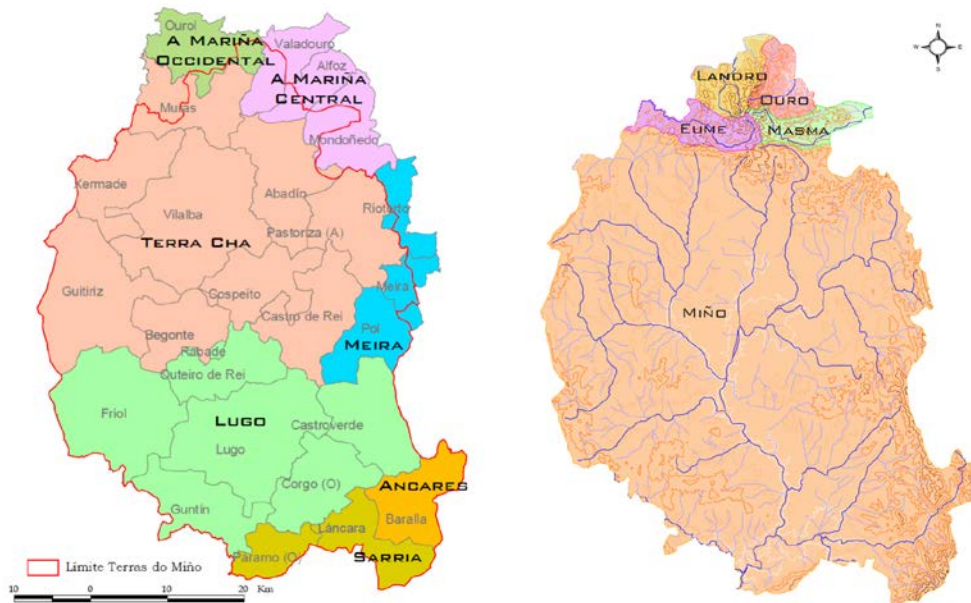 Ourol
A MARIÑA
OCCIDENTAL
Valadouro
Alfoz
A MARIÑA
CENTRAL
Muras
Mondoñedo
Xermade
Abadín
Riotorto
Vilalba
Pastoriza (A)
TERRA CHA
Guitiriz
Cospeito
Meira
Castro de Rei
Begonte
Pol
Rábade
MEIRA
Outeiro de Rei
Friol
LUGO
Castroverde
Lugo
Corgo (O)
ANCARES
Guntín
Baralla
Láncara
Páramo (O)
SARRIA
Límite Terras do Miño
10 0 10 20 Km
N
W E
S
LANDRO
OURO
EUME
MASMA
MIÑO